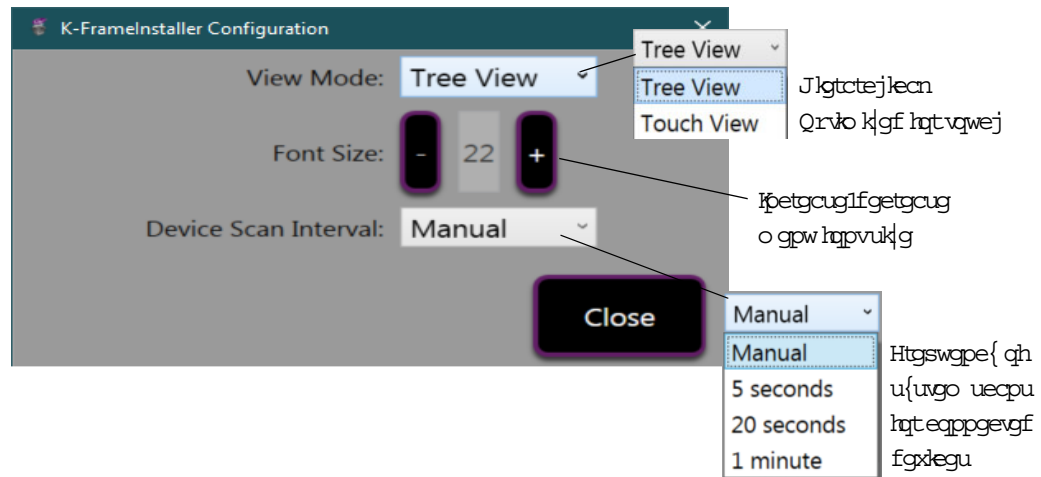 K-FrameInstaller Configuration
View Mode: Tree View
Tree View
Tree View
Touch View
Jkgtctejkecn
Qrvkok|gf hqt vqwej
Font Size: - 22 +
Kpetgcug1fgetgcug
ogpw hqpv uk|g
Device Scan Interval: Manual
Close
Manual
Manual
5 seconds
20 seconds
1 minute
Htgswgpe{ qh
u{uvgo uecpu
hqt eqppgevgf
fgxkegu